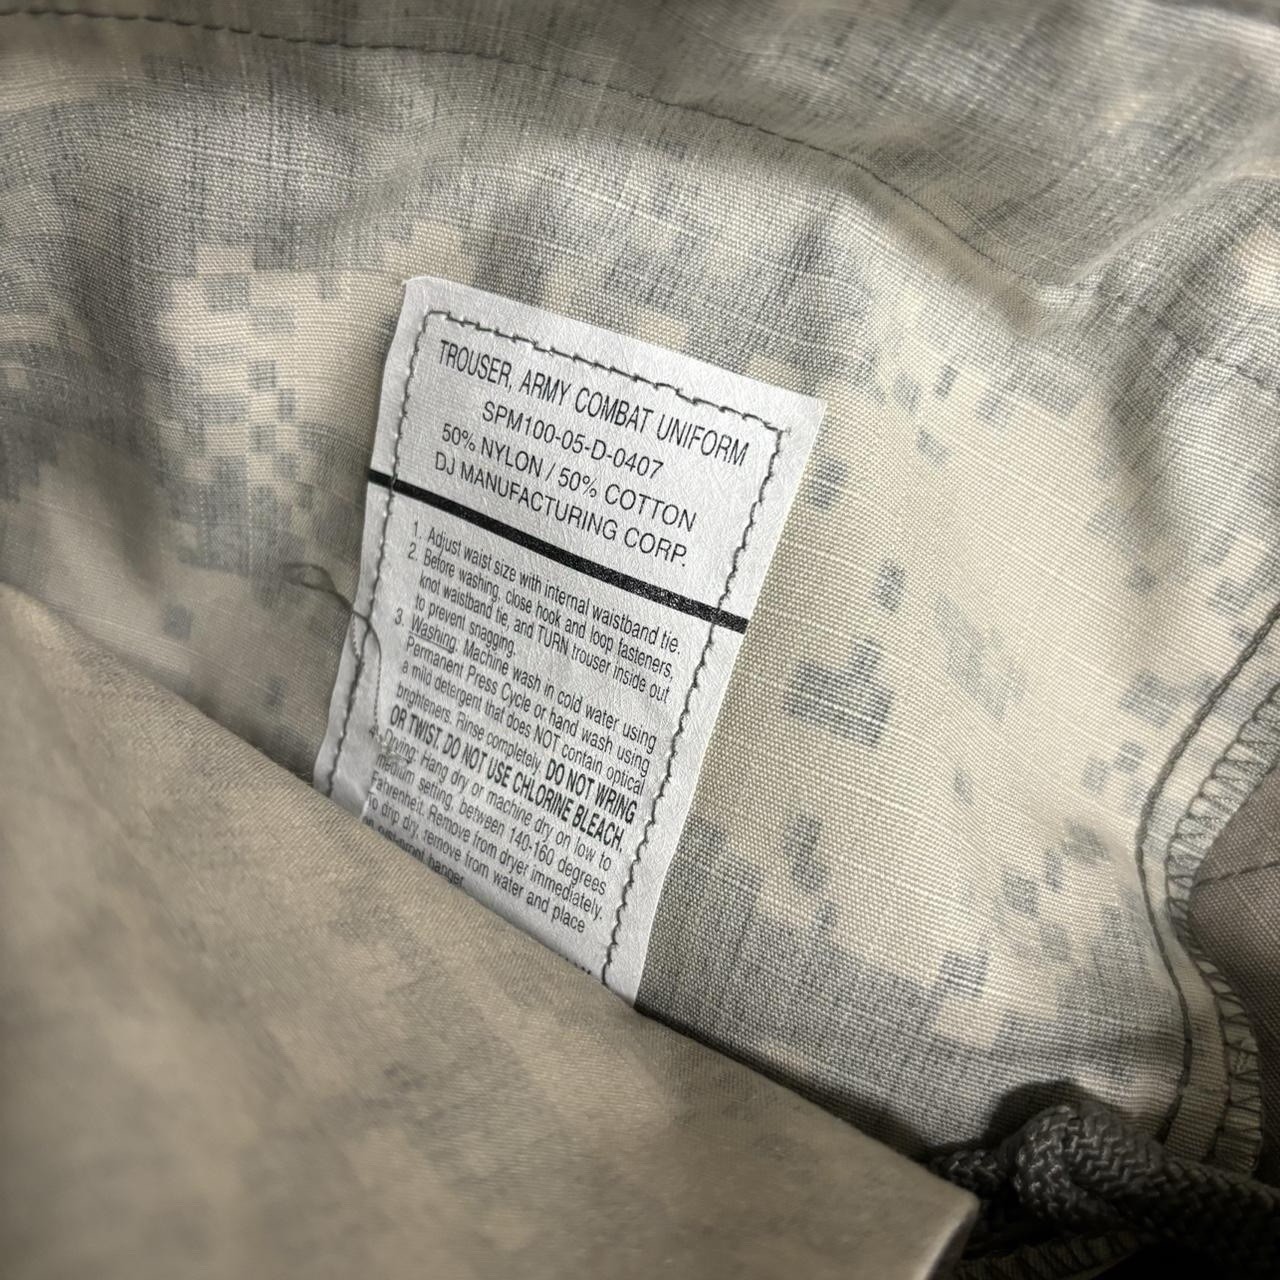 TROUSER, ARMY COMBAT UNIFORM
SPM100-05-D-0407
50% NYLON / 50% COTTON
DJ MANUFACTURING CORP.
1. Adjust waist size with internal waistband tie.
2. Before washing, close hook and loop fasteners,
knot waistband tie, and TURN trouser inside out
to prevent snagging.
3. Washing: Machine wash in cold water using
Permanent Press Cycle or hand wash using
a mild detergent that does NOT contain optical
brighteners. Rinse completely. DO NOT WRING
OR TWIST. DO NOT USE CHLORINE BLEACH.
4. Drying: Hang dry or machine dry on low to
medium setting, between 140-160 degrees
Fahrenheit. Remove from dryer immediately.
To drip dry, remove from water and place
on rust-proof hanger.